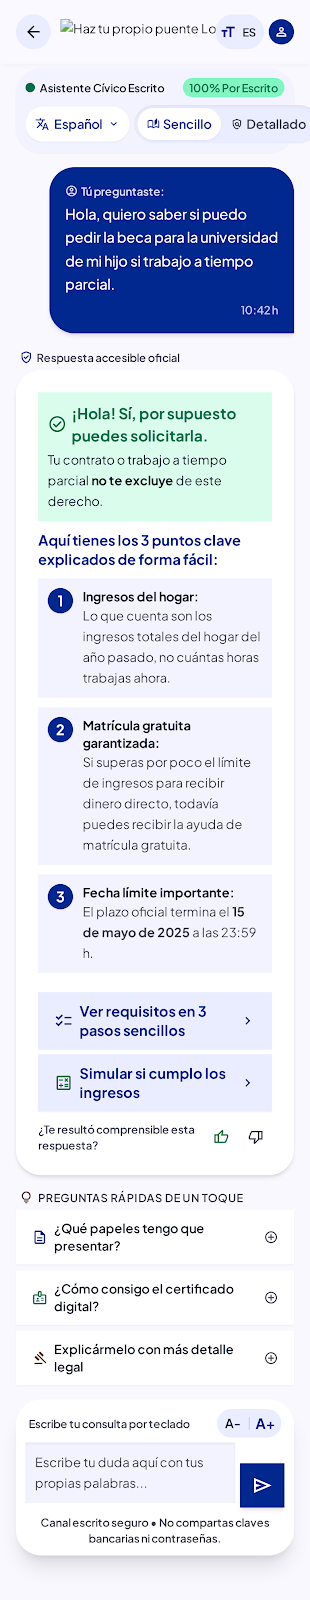 Haz tu propio puente Lo
ES
Asistente Cívico Escrito
100% Por Escrito
Español
Sencillo
Detallado
Tú preguntaste:
Hola, quiero saber si puedo
pedir la beca para la universidad
de mi hijo si trabajo a tiempo
parcial.
10:42 h
Respuesta accesible oficial
¡Hola! Sí, por supuesto
puedes solicitarla.
Tu contrato o trabajo a tiempo
parcial no te excluye de este
derecho.
Aquí tienes los 3 puntos clave
explicados de forma fácil:
1
Ingresos del hogar:
Lo que cuenta son los
ingresos totales del hogar del
año pasado, no cuántas horas
trabajas ahora.
2
Matrícula gratuita
garantizada:
Si superas por poco el límite
de ingresos para recibir
dinero directo, todavía
puedes recibir la ayuda de
matrícula gratuita.
3
Fecha límite importante:
El plazo oficial termina el 15
de mayo de 2025 a las 23:59
h.
Ver requisitos en 3
pasos sencillos
Simular si cumplo los
ingresos
¿Te resultó comprensible esta
respuesta?
PREGUNTAS RÁPIDAS DE UN TOQUE
¿Qué papeles tengo que
presentar?
¿Cómo consigo el certificado
digital?
Explicármelo con más detalle
legal
Escribe tu consulta por teclado
A-
A+
Escribe tu duda aquí con tus
propias palabras...
Canal escrito seguro • No compartas claves
bancarias ni contraseñas.